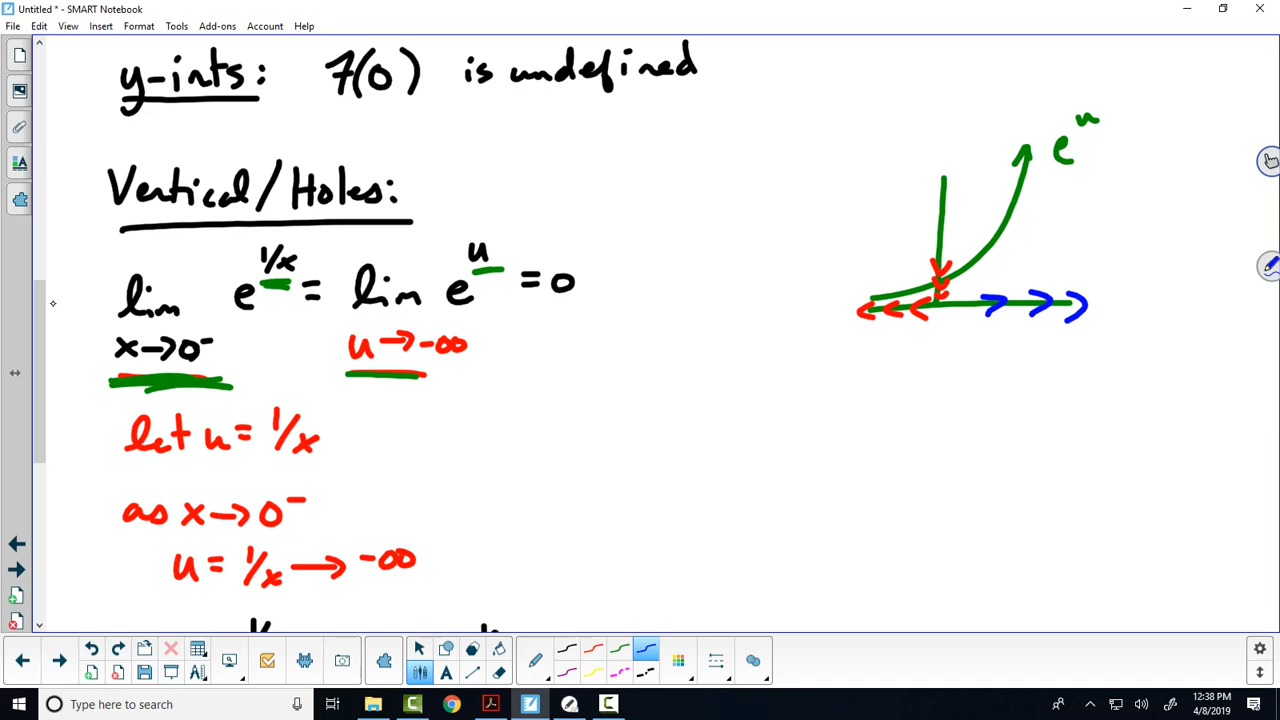 Untitled * - SMART Notebook
File Edit View Insert Format Tools Add-ons Account Help
y-ints: f(0) is undefined
e^u
Vertical/Holes:
lim e^1/x = lim e^u = 0
x→0⁻ u→-∞
let u = 1/x
as x→0⁻
u = 1/x → -∞
Type here to search
12:38 PM
4/8/2019